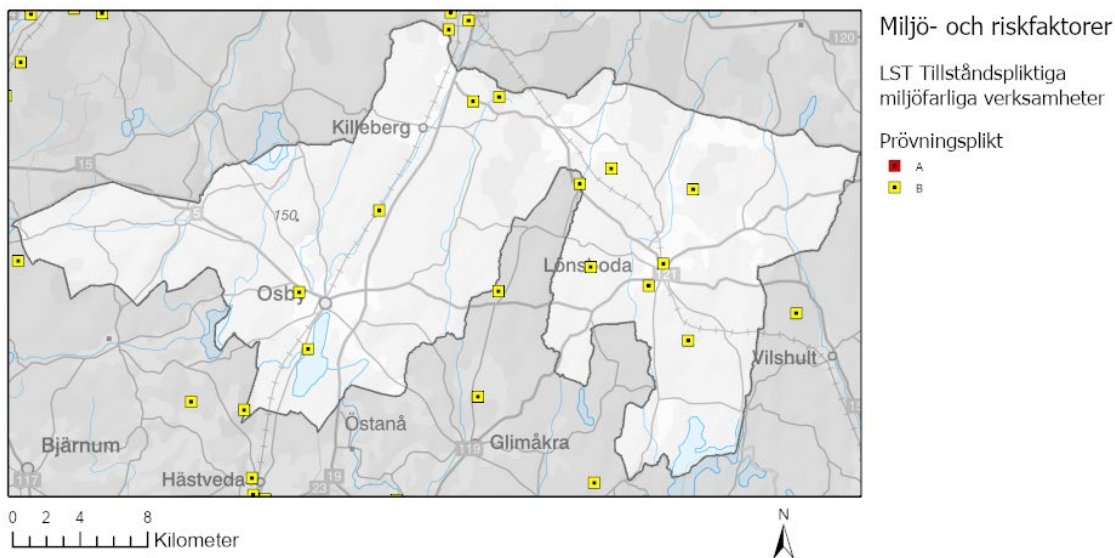 Miljö- och riskfaktorer
LST Tillståndspliktiga
miljöfarliga verksamheter
Prövningsplikt
A
B
120
Killeberg
15
5
150
Lönsboda
121
Osby
Vilshult
Östanå
Bjärnum
119
Glimåkra
117
Hästveda
19
23
15
0 2 4 8
Kilometer
N